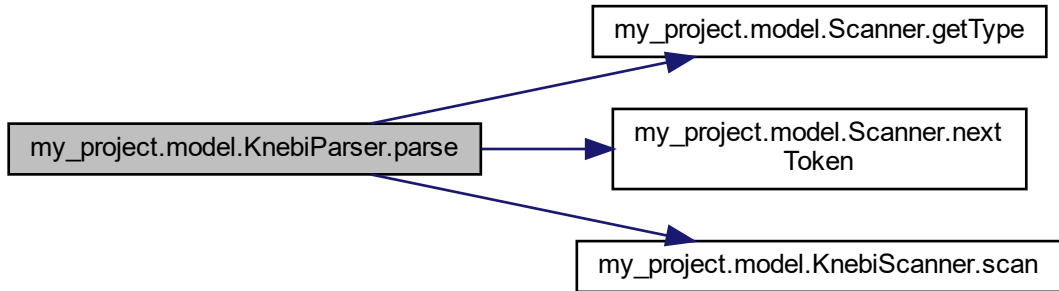 my_project.model.Scanner.getType
my_project.model.KnebiParser.parse
my_project.model.Scanner.next
Token
my_project.model.KnebiScanner.scan